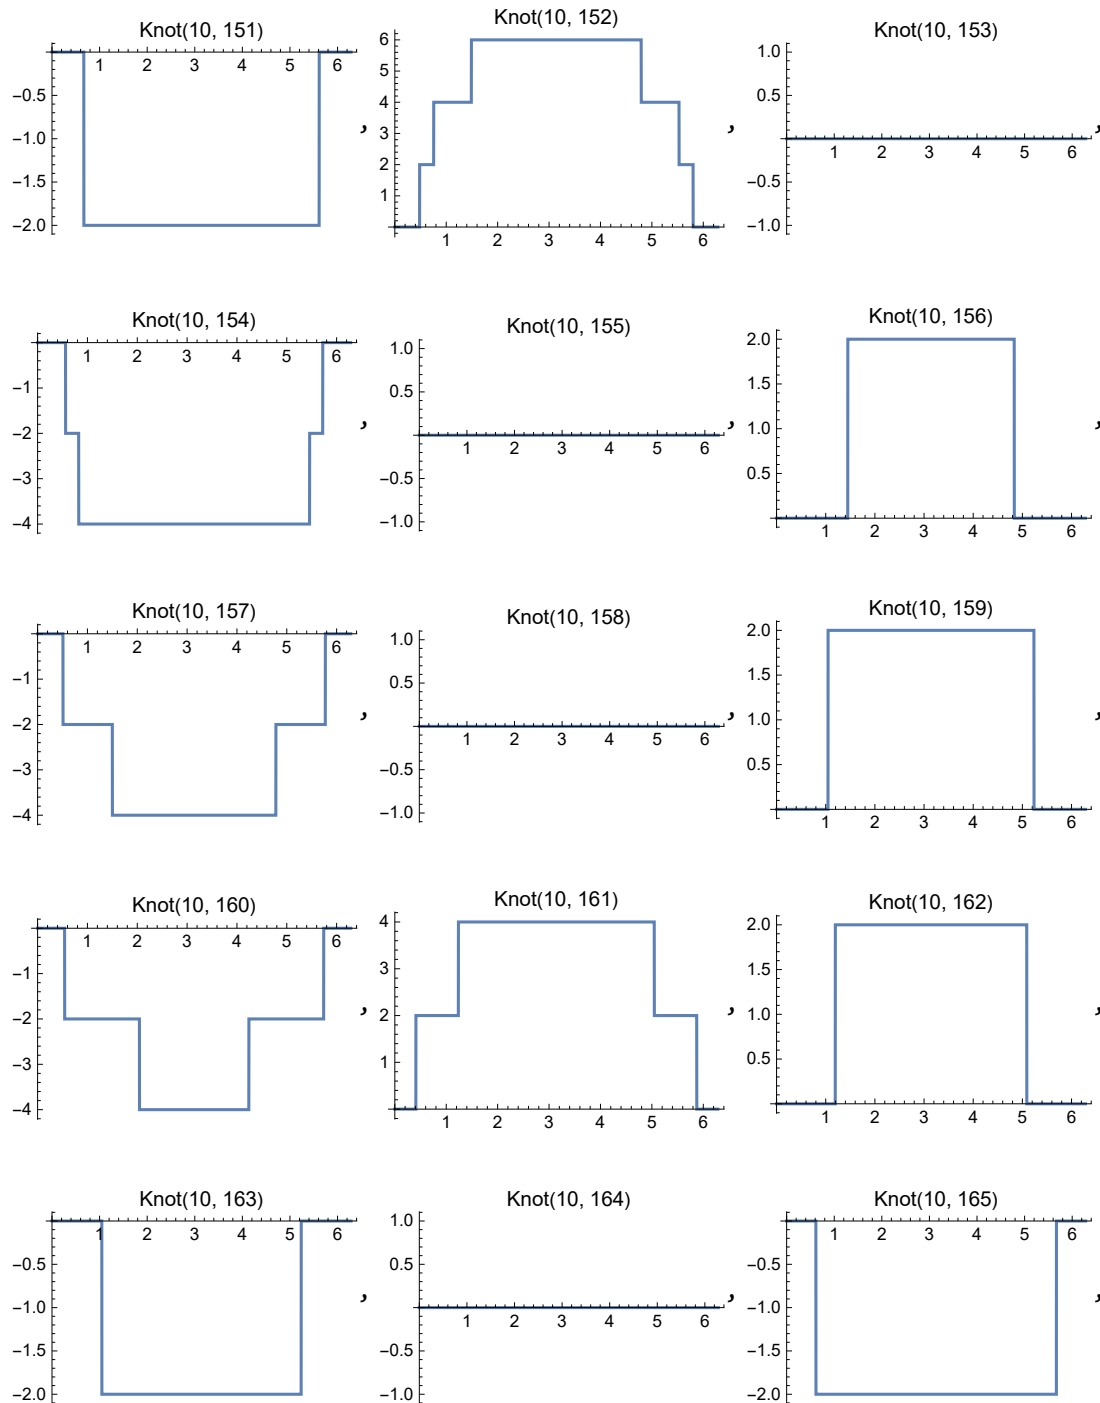 Knot(10, 151)
1 2 3 4 5 6
−0.5
−1.0
−1.5
−2.0
,
Knot(10, 152)
6
5
4
3
2
1
1 2 3 4 5 6
,
Knot(10, 153)
1.0
0.5
1 2 3 4 5 6
−0.5
−1.0
,
Knot(10, 154)
1 2 3 4 5 6
−1
−2
−3
−4
,
Knot(10, 155)
1.0
0.5
1 2 3 4 5 6
−0.5
−1.0
,
Knot(10, 156)
2.0
1.5
1.0
0.5
1 2 3 4 5 6
,
Knot(10, 157)
1 2 3 4 5 6
−1
−2
−3
−4
,
Knot(10, 158)
1.0
0.5
1 2 3 4 5 6
−0.5
−1.0
,
Knot(10, 159)
2.0
1.5
1.0
0.5
1 2 3 4 5 6
,
Knot(10, 160)
1 2 3 4 5 6
−1
−2
−3
−4
,
Knot(10, 161)
4
3
2
1
1 2 3 4 5 6
,
Knot(10, 162)
2.0
1.5
1.0
0.5
1 2 3 4 5 6
,
Knot(10, 163)
1 2 3 4 5 6
−0.5
−1.0
−1.5
−2.0
,
Knot(10, 164)
1.0
0.5
1 2 3 4 5 6
−0.5
−1.0
,
Knot(10, 165)
1 2 3 4 5 6
−0.5
−1.0
−1.5
−2.0
,